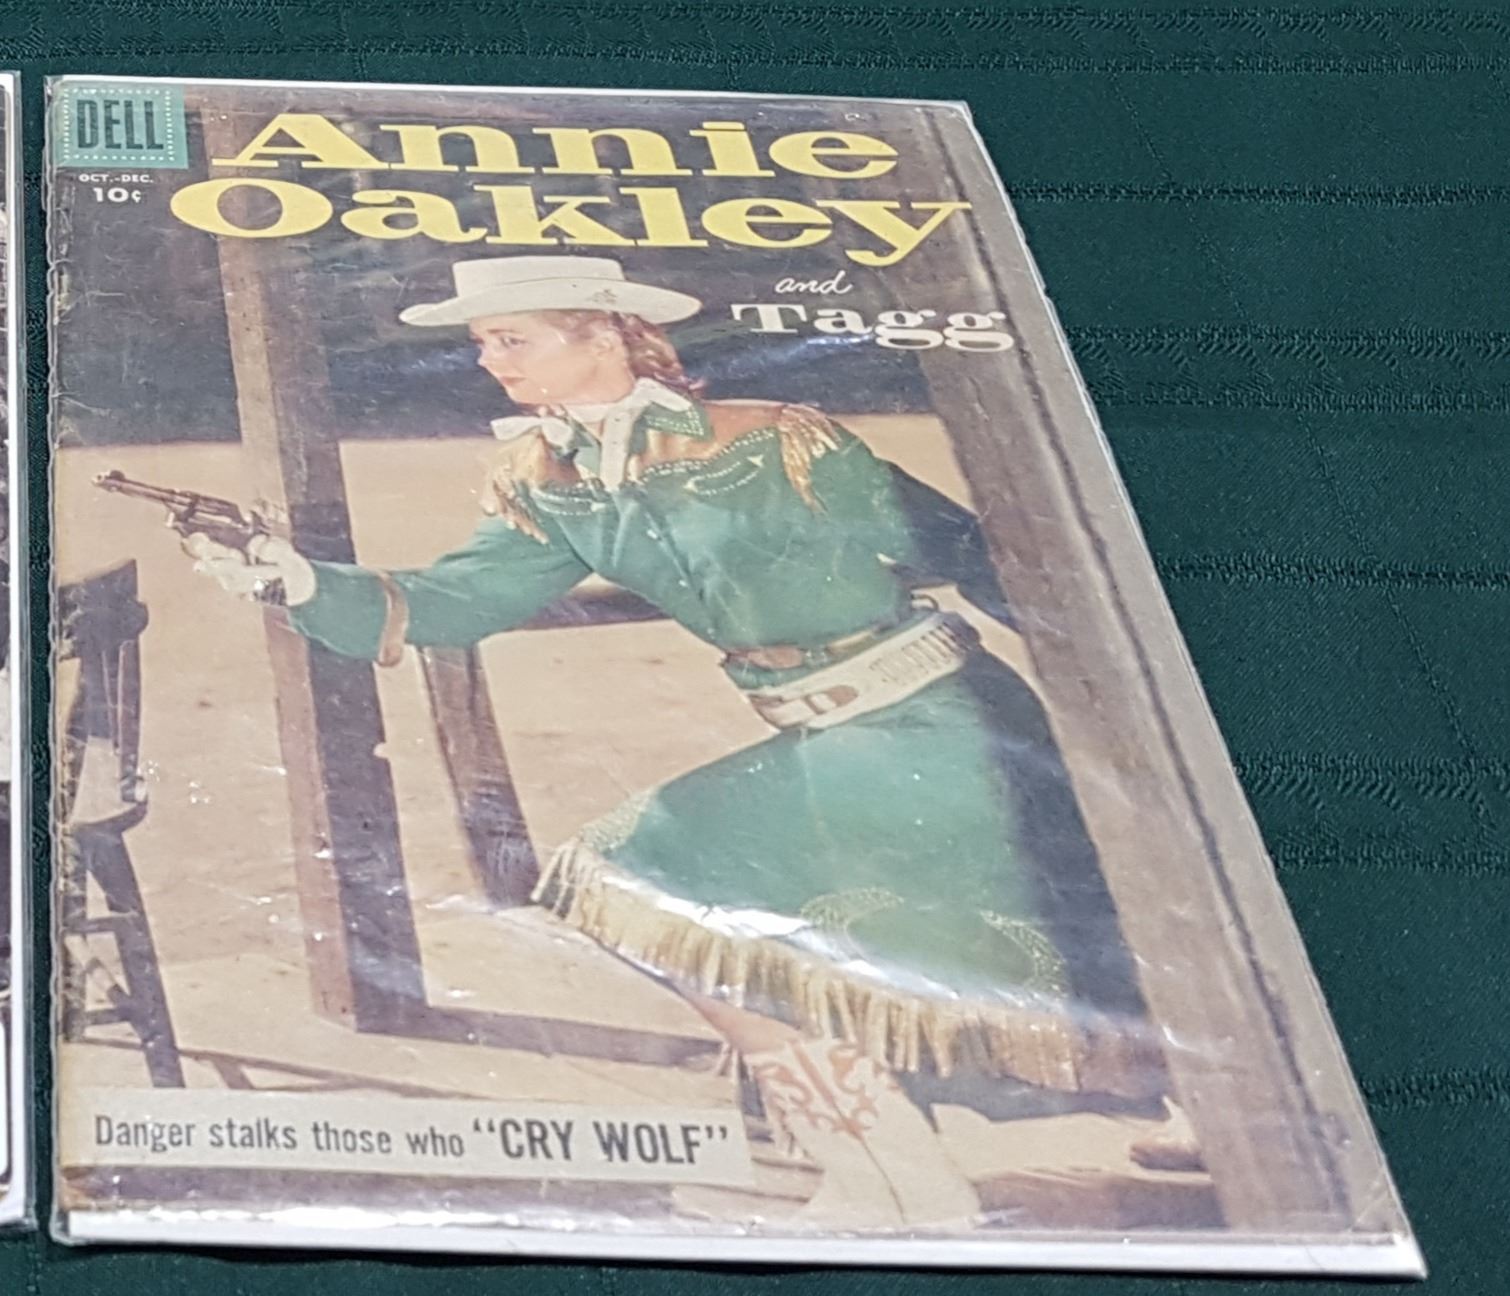 DELL
OCT.-DEC.
10¢
Annie
Oakley
and
Tagg
Danger stalks those who “CRY WOLF”